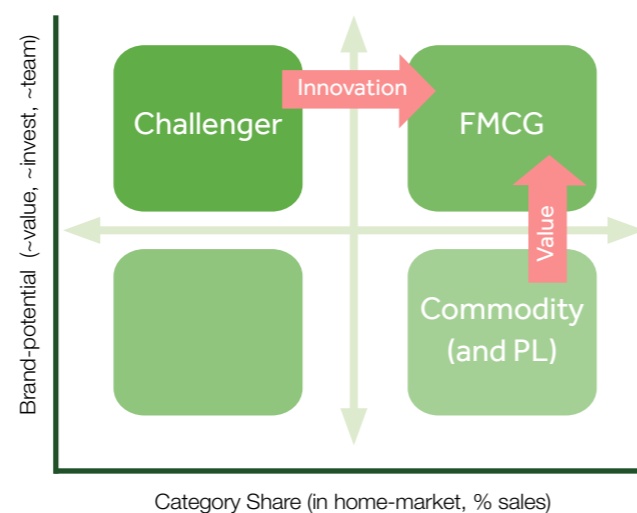 Brand-potential (~value, ~invest, ~team)
Challenger
Innovation
FMCG
Value
Commodity
(and PL)
Category Share (in home-market, % sales)